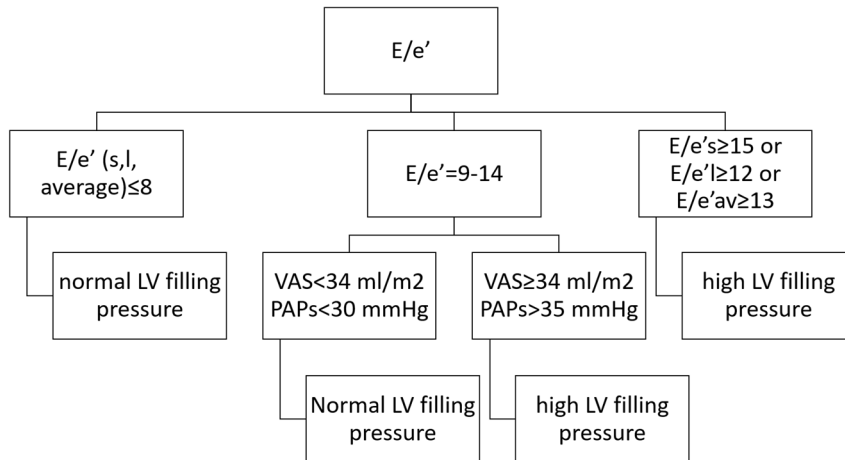 E/e’
E/e’ (s,l,
average)≤8
E/e’=9-14
E/e’s≥15 or
E/e’l≥12 or
E/e’av≥13
normal LV filling
pressure
VAS<34 ml/m2
PAPs<30 mmHg
VAS≥34 ml/m2
PAPs>35 mmHg
high LV filling
pressure
Normal LV filling
pressure
high LV filling
pressure